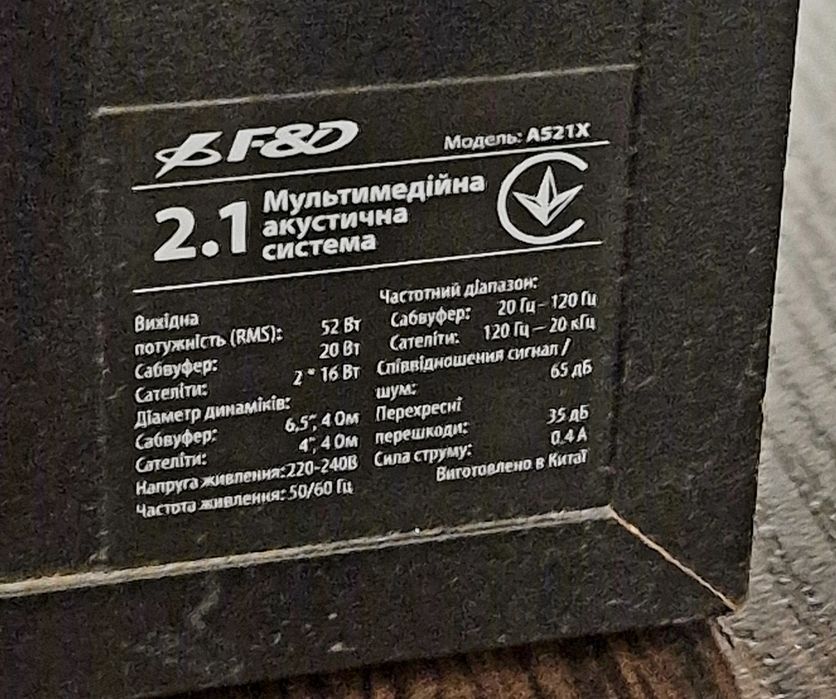 F&D
Модель: A521X
2.1 Мультимедійна
акустична
система
Вихідна
потужність (RMS): 52 Вт
Сабвуфер: 20 Вт
Сателіти: 2 * 16 Вт
Діаметр динаміків:
Сабвуфер: 6,5", 4 Ом
Сателіти: 4", 4 Ом
Напруга живлення: 220-240В
Частота живлення: 50/60 Гц
Частотний діапазон:
Сабвуфер: 20 Гц – 120 Гц
Сателіти: 120 Гц – 20 кГц
Співвідношення сигнал /
шум: 65 дБ
Перехресні
перешкоди: 35 дБ
Сила струму: 0.4 А
Виготовлено в Китаї